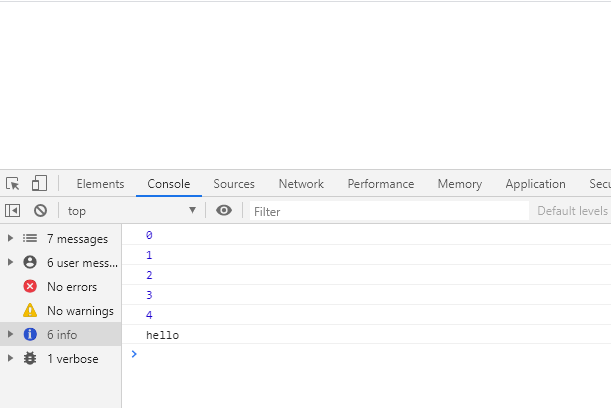 Elements Console Sources Network Performance Memory Application Secu
top Filter Default levels
7 messages
6 user mess...
No errors
No warnings
6 info
1 verbose
0
1
2
3
4
hello